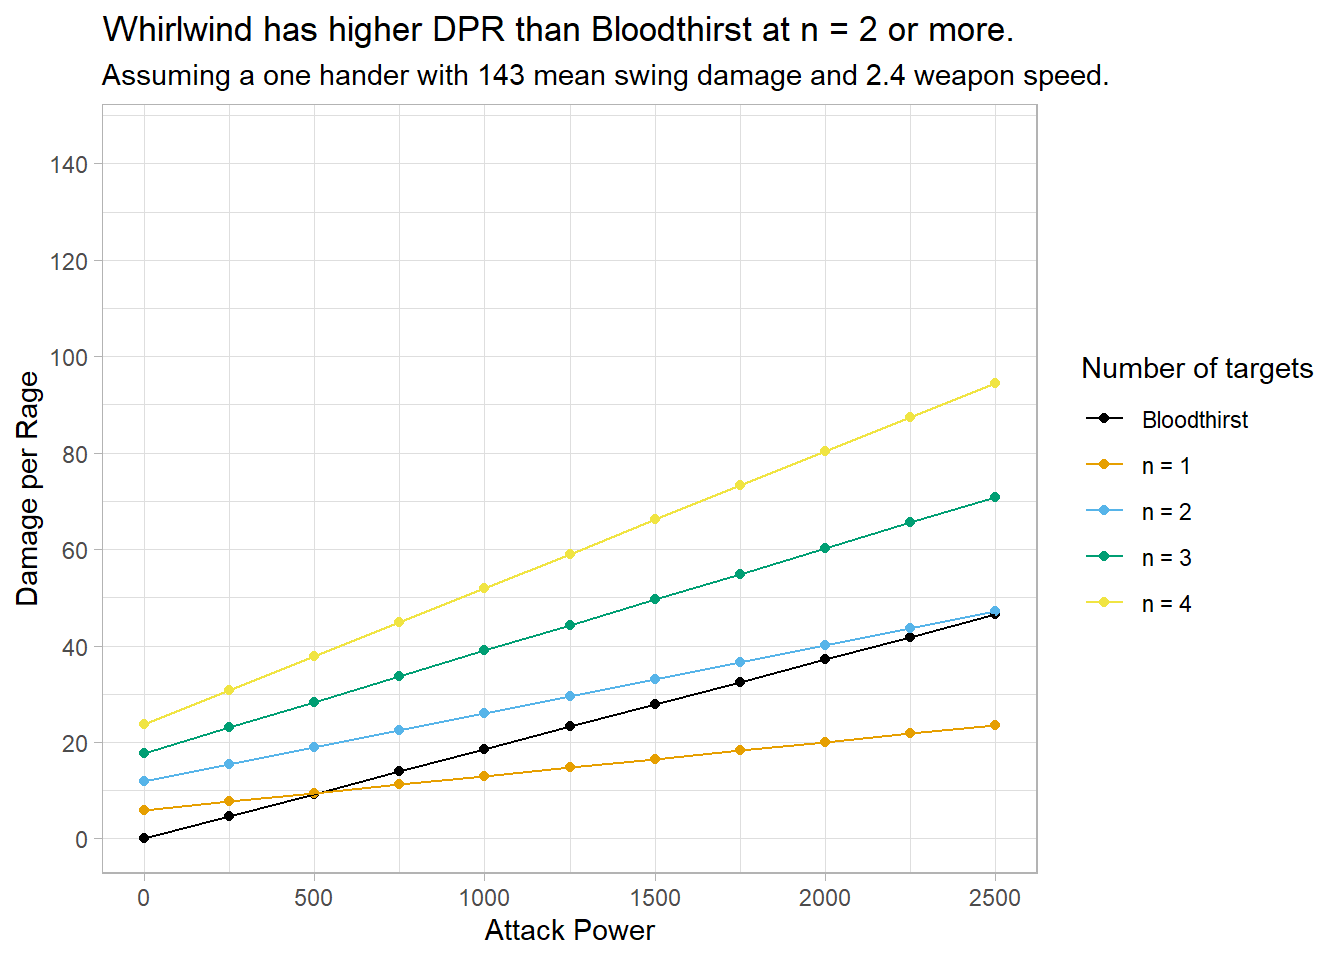 Whirlwind has higher DPR than Bloodthirst at n = 2 or more.
Assuming a one hander with 143 mean swing damage and 2.4 weapon speed.
Damage per Rage
140
120
100
80
60
40
20
0
0 500 1000 1500 2000 2500
Attack Power
Number of targets
Bloodthirst
n = 1
n = 2
n = 3
n = 4